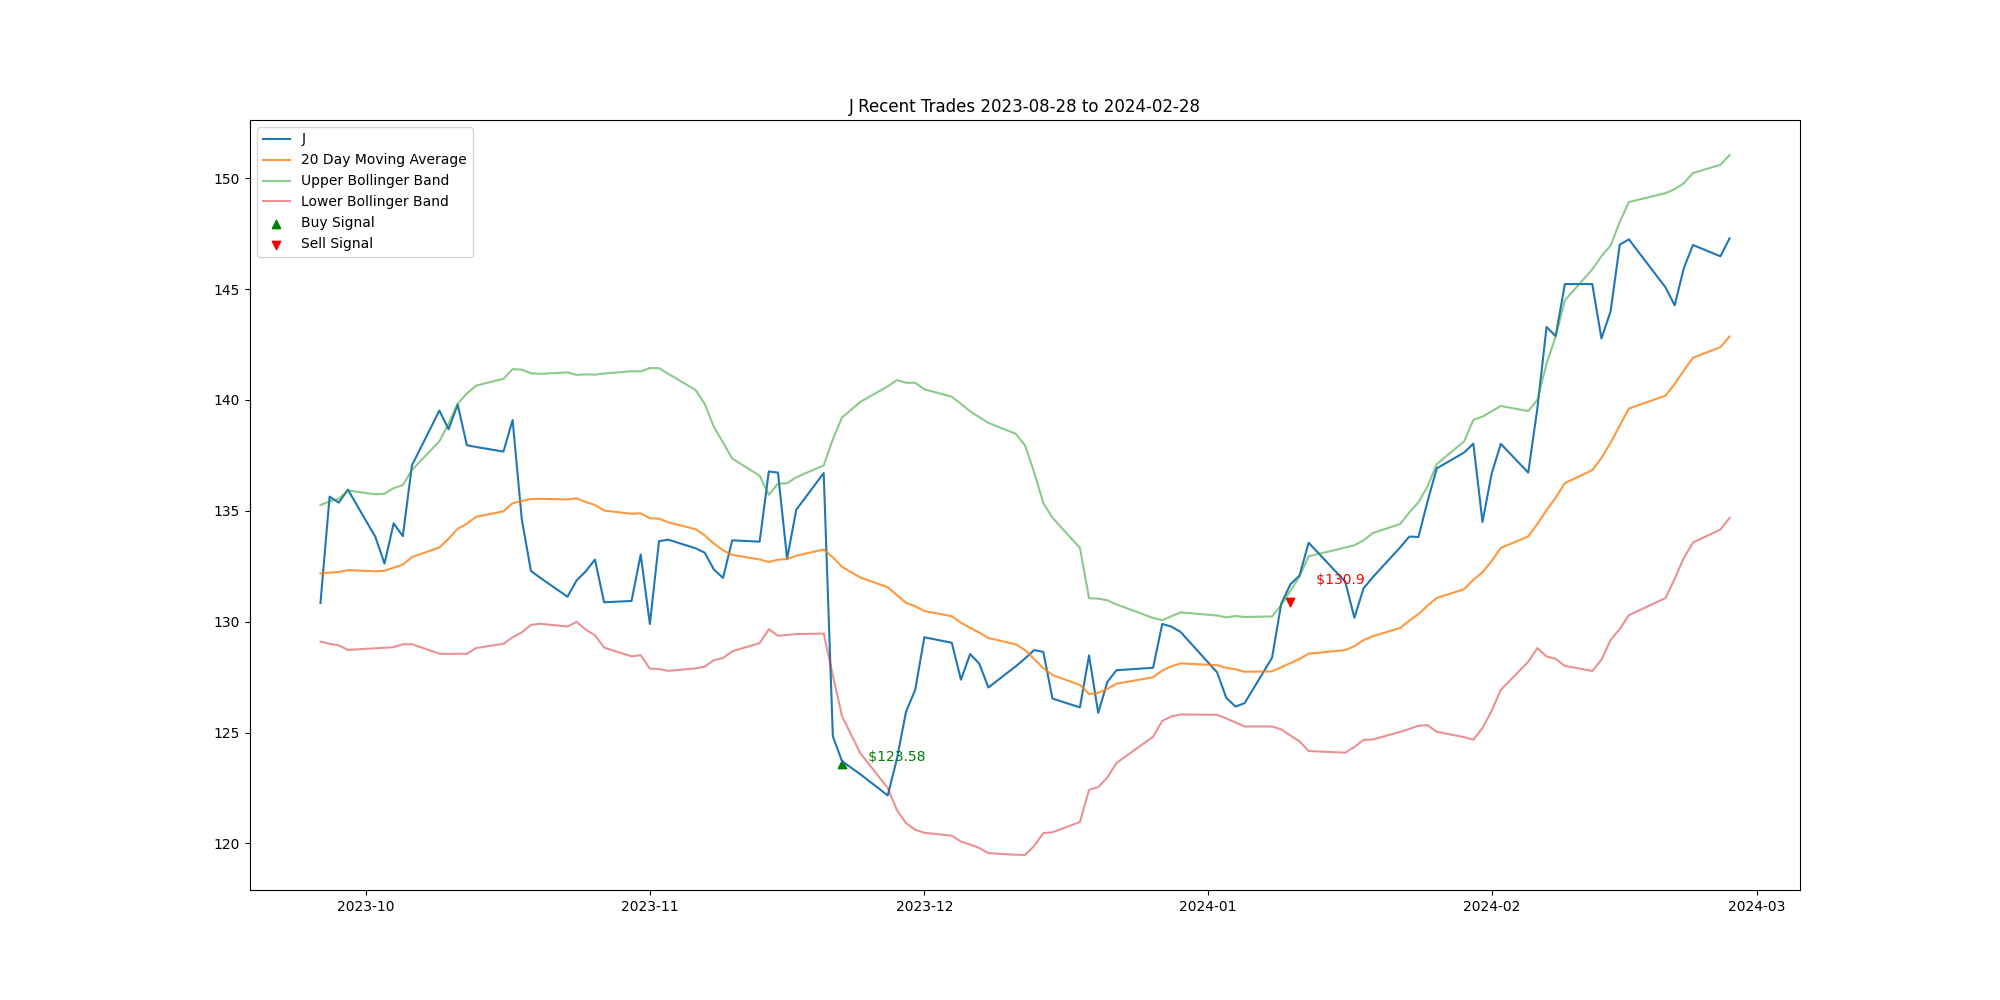 J Recent Trades 2023-08-28 to 2024-02-28
J
20 Day Moving Average
Upper Bollinger Band
Lower Bollinger Band
Buy Signal
Sell Signal
150
145
140
135
130
125
120
$130.9
$123.58
2023-10
2023-11
2023-12
2024-01
2024-02
2024-03